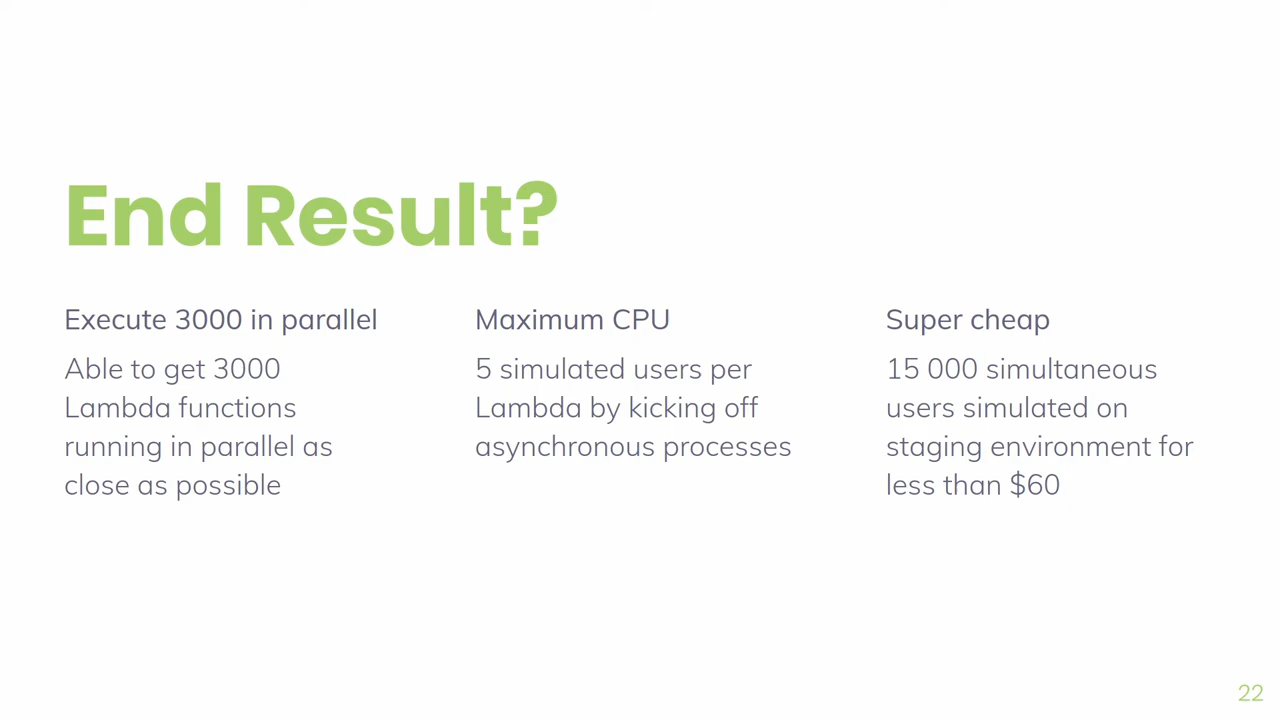 End Result?
Execute 3000 in parallel
Able to get 3000
Lambda functions
running in parallel as
close as possible
Maximum CPU
5 simulated users per
Lambda by kicking off
asynchronous processes
Super cheap
15 000 simultaneous
users simulated on
staging environment for
less than $60
22